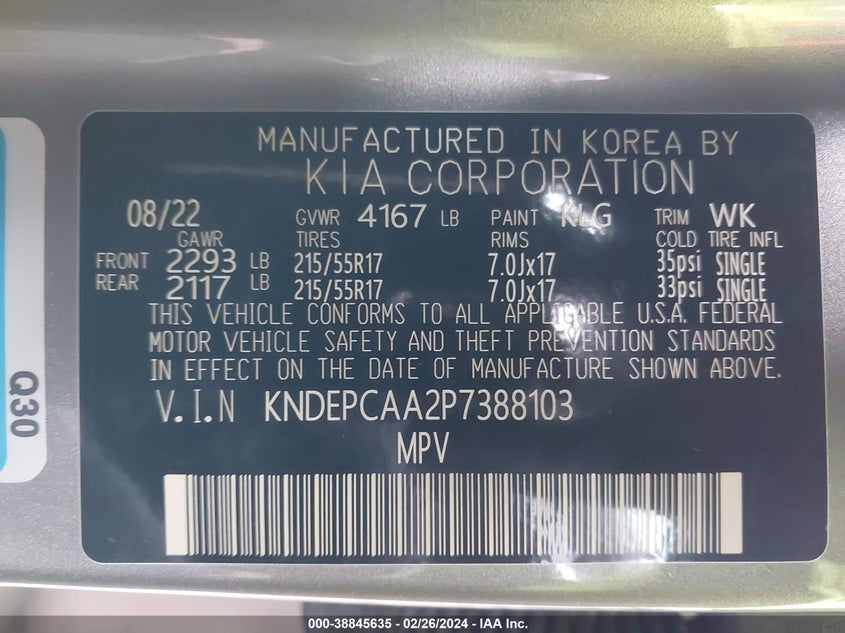 MANUFACTURED IN KOREA BY
KIA CORPORATION
08/22 GVWR 4167 LB PAINT KLG TRIM WK
GAWR TIRES RIMS COLD TIRE INFL
FRONT 2293 LB 215/55R17 7.0Jx17 35psi SINGLE
REAR 2117 LB 215/55R17 7.0Jx17 33psi SINGLE
THIS VEHICLE CONFORMS TO ALL APPLICABLE U.S.A. FEDERAL
MOTOR VEHICLE SAFETY AND THEFT PREVENTION STANDARDS
IN EFFECT ON THE DATE OF MANUFACTURE SHOWN ABOVE.
V.I.N KNDEPCAA2P7388103
MPV
Q30
000-38845635 - 02/26/2024 - IAA Inc.